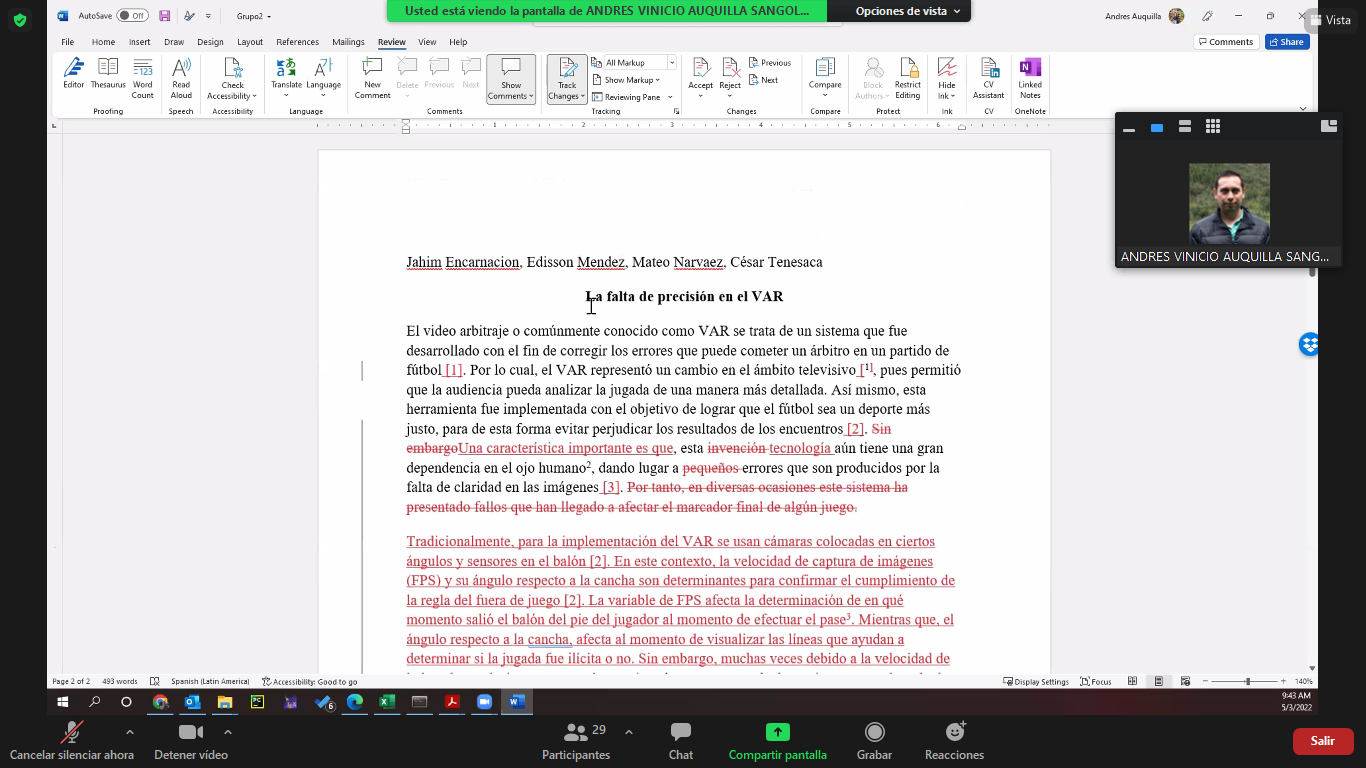 AutoSave Off Grupo2
Usted está viendo la pantalla de ANDRES VINICIO AUQUILLA SANGOL...
Opciones de vista
Andres Auquilla
Vista
File Home Insert Draw Design Layout References Mailings Review View Help
Comments Share
Editor Thesaurus Word Count
Read Aloud
Check Accessibility
Translate Language
New Comment Delete Previous Next Show Comments
Track Changes
All Markup
Show Markup
Reviewing Pane
Accept Reject
Previous
Next
Compare
Block Authors Restrict Editing
Hide Ink
CV Assistant
Linked Notes
Proofing Speech Accessibility Language Comments Tracking Changes Compare Protect Ink CV OneNote
1 2 3 4 5 6
ANDRES VINICIO AUQUILLA SANG...
Jahim Encarnacion, Edisson Mendez, Mateo Narvaez, César Tenesaca
La falta de precisión en el VAR
El video arbitraje o comúnmente conocido como VAR se trata de un sistema que fue
desarrollado con el fin de corregir los errores que puede cometer un árbitro en un partido de
fútbol [1]. Por lo cual, el VAR representó un cambio en el ámbito televisivo [1], pues permitió
que la audiencia pueda analizar la jugada de una manera más detallada. Así mismo, esta
herramienta fue implementada con el objetivo de lograr que el fútbol sea un deporte más
justo, para de esta forma evitar perjudicar los resultados de los encuentros [2]. Sin
embargoUna característica importante es que, esta invención tecnología aún tiene una gran
dependencia en el ojo humano2, dando lugar a pequeños errores que son producidos por la
falta de claridad en las imágenes [3]. Por tanto, en diversas ocasiones este sistema ha
presentado fallos que han llegado a afectar el marcador final de algún juego.
Tradicionalmente, para la implementación del VAR se usan cámaras colocadas en ciertos
ángulos y sensores en el balón [2]. En este contexto, la velocidad de captura de imágenes
(FPS) y su ángulo respecto a la cancha son determinantes para confirmar el cumplimiento de
la regla del fuera de juego [2]. La variable de FPS afecta la determinación de en qué
momento salió el balón del pie del jugador al momento de efectuar el pase3. Mientras que, el
ángulo respecto a la cancha, afecta al momento de visualizar las líneas que ayudan a
determinar si la jugada fue ilícita o no. Sin embargo, muchas veces debido a la velocidad de
Page 2 of 2 493 words Spanish (Latin America) Accessibility: Good to go
Display Settings Focus 140%
9:43 AM
5/3/2022
Cancelar silenciar ahora
Detener vídeo
Participantes 29
Chat
Compartir pantalla
Grabar
Reacciones
Salir